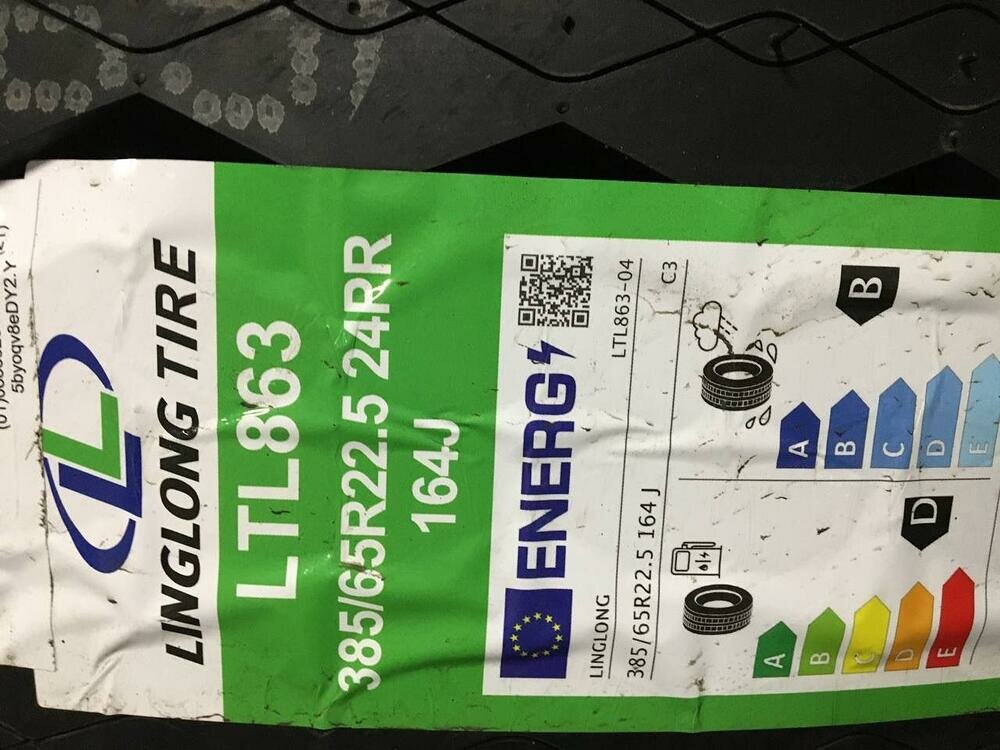 5byoqv8eDY2.Y
LINGLONG TIRE
LTL863
385/65R22.5 24RR
164J
ENERG
LINGLONG
LTL863-04
385/65R22.5 164 J
C3
A
B
C
D
E
D
A
B
C
D
E
B